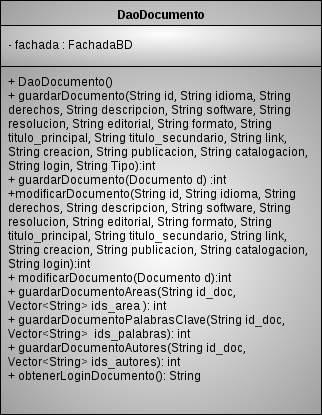 DaoDocumento
- fachada : FachadaBD
+ DaoDocumento()
+ guardarDocumento(String id, String idioma, String
derechos, String descripcion, String software, String
resolucion, String editorial, String formato, String
titulo_principal, String titulo_secundario, String link,
String creacion, String publicacion, String catalogacion,
String login, String Tipo):int
+ guardarDocumento(Documento d) :int
+modificarDocumento(String id, String idioma, String
derechos, String descripcion, String software, String
resolucion, String editorial, String formato, String
titulo_principal, String titulo_secundario, String link,
String creacion, String publicacion, String catalogacion,
String login):int
+ modificarDocumento(Documento d):int
+ guardarDocumentoAreas(String id_doc,
Vector<String> ids_area ): int
+ guardarDocumentoPalabrasClave(String id_doc,
Vector<String>  ids_palabras): int
+ guardarDocumentoAutores(String id_doc,
Vector<String> ids_autores): int
+ obtenerLoginDocumento(): String